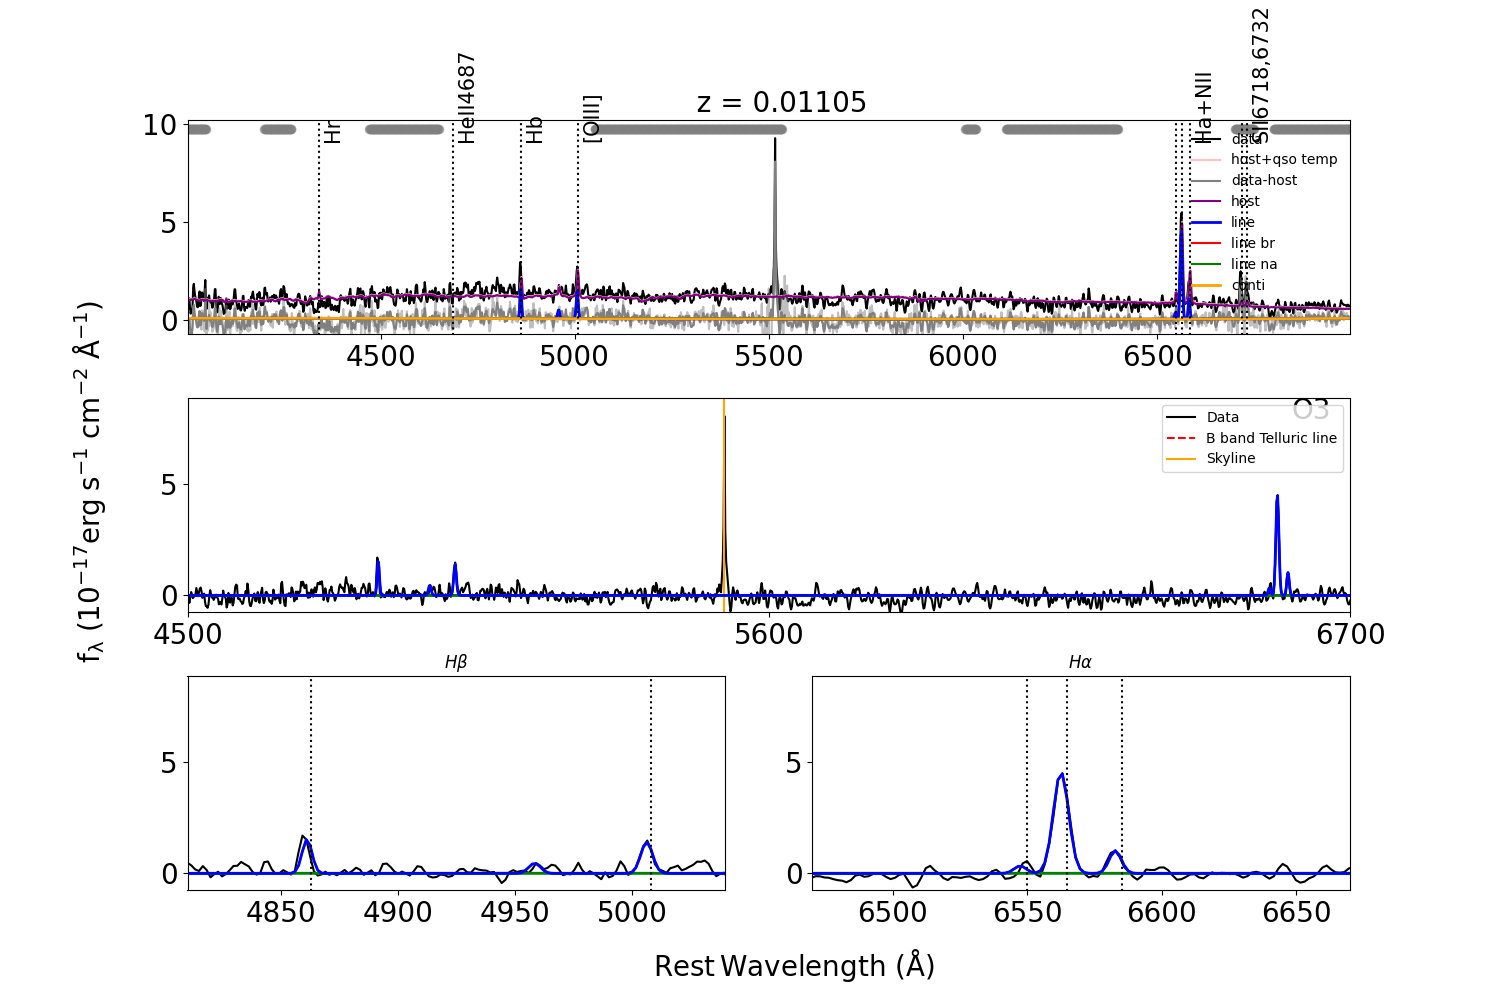 z = 0.01105
Hr
HeII4687
Hb
[OIII]
Ha+NII
SII6718,6732
data
host+qso temp
data-host
host
line
line br
line na
conti
10
5
0
4500
5000
5500
6000
6500
fλ (10⁻¹⁷erg s⁻¹ cm⁻² Å⁻¹)
O3
Data
B band Telluric line
Skyline
5
0
4500
5600
6700
Hβ
5
0
4850
4900
4950
5000
Hα
5
0
6500
6550
6600
6650
Rest Wavelength (Å)